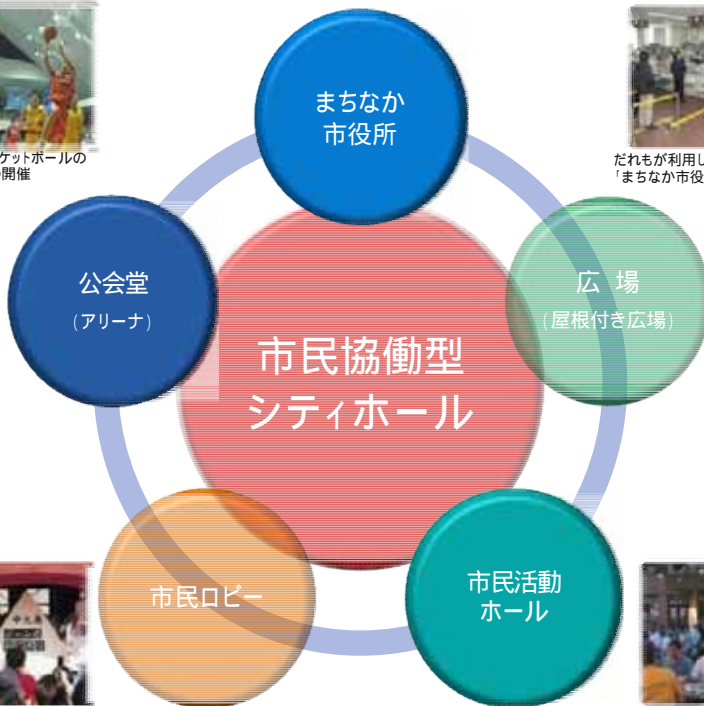 まちなか
市役所
ケットボールの
開催
だれもが利用し
「まちなか市役
公会堂
(アリーナ)
広 場
(屋根付き広場)
市民協働型
シティホール
市民ロビー
市民活動
ホール